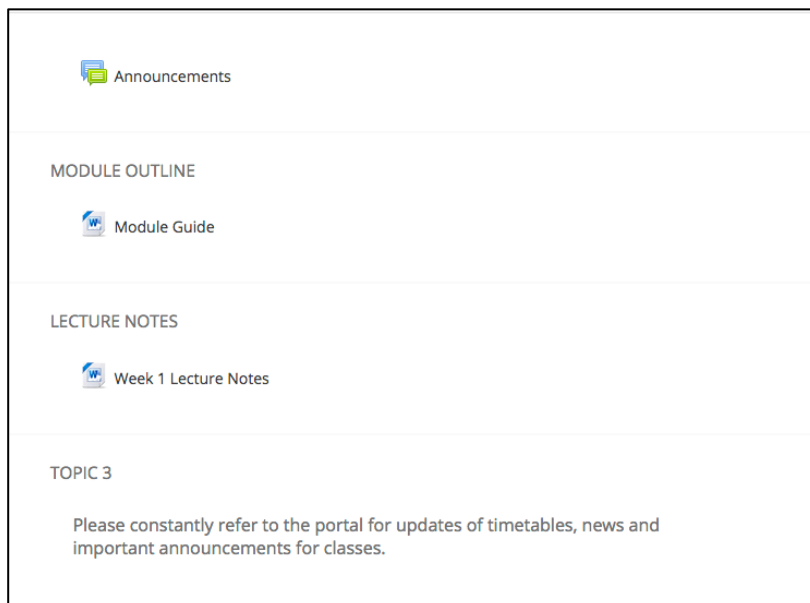 Announcements
MODULE OUTLINE
Module Guide
LECTURE NOTES
Week 1 Lecture Notes
TOPIC 3
Please constantly refer to the portal for updates of timetables, news and
important announcements for classes.